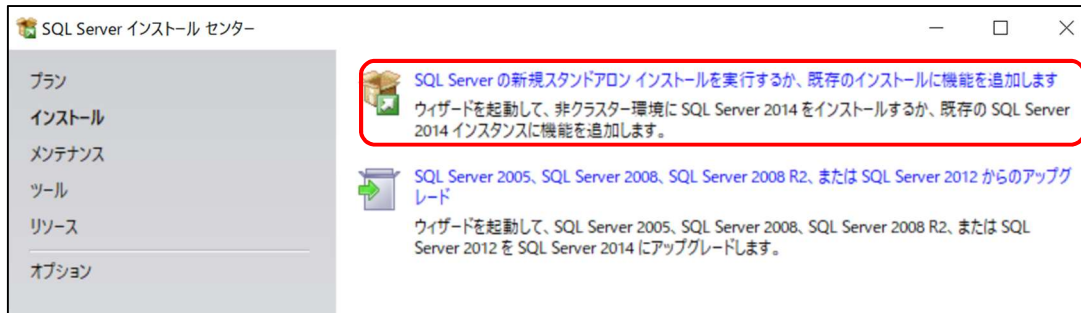 SQL Server インストール センター
プラン
インストール
メンテナンス
ツール
リソース
オプション
SQL Server の新規スタンドアロン インストールを実行するか、既存のインストールに機能を追加します
ウィザードを起動して、非クラスター環境に SQL Server 2014 をインストールするか、既存の SQL Server
2014 インスタンスに機能を追加します。
SQL Server 2005、SQL Server 2008、SQL Server 2008 R2、または SQL Server 2012 からのアップグ
レード
ウィザードを起動して、SQL Server 2005、SQL Server 2008、SQL Server 2008 R2、または SQL
Server 2012 を SQL Server 2014 にアップグレードします。